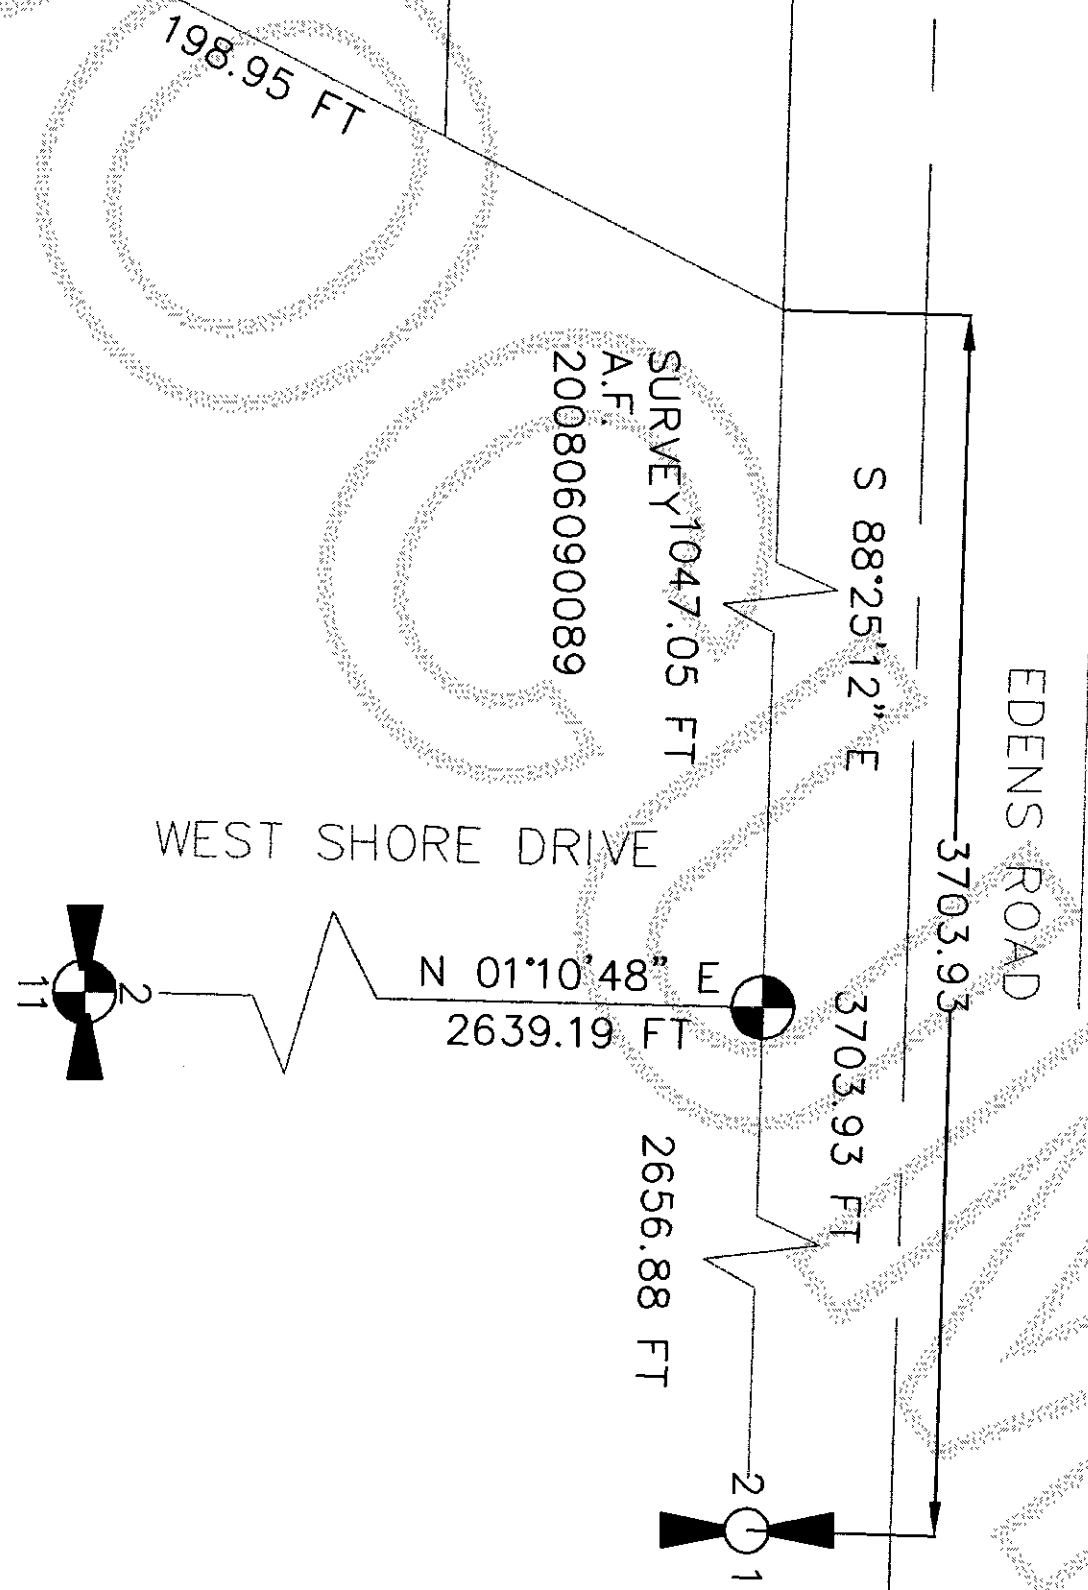 198.95 FT
SURVEY
A.F.
200806090089
1047.05 FT
S 88°25'12" E
EDENS ROAD
3703.93
3703.93 FT
WEST SHORE DRIVE
N 01°10'48" E
2639.19 FT
2656.88 FT
2
11
2
1